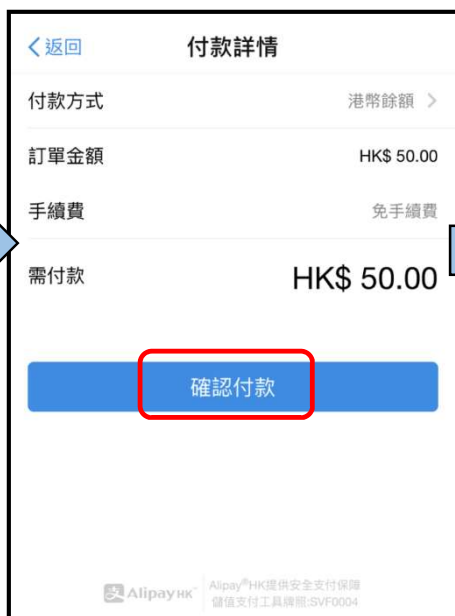 返回 付款詳情
付款方式 港幣餘額
訂單金額 HK$ 50.00
手續費 免手續費
需付款 HK$ 50.00
確認付款
AlipayHK Alipay®HK提供安全支付保障
儲值支付工具牌照:SVF0004